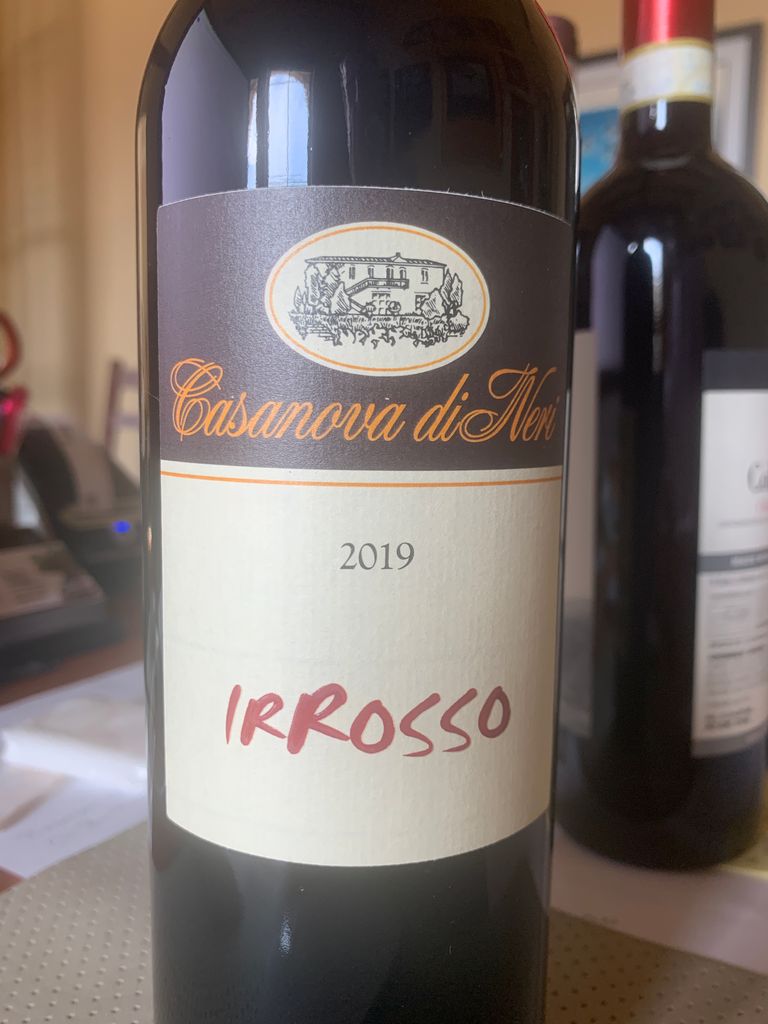 Casanova di Neri
2019
IRROSSO